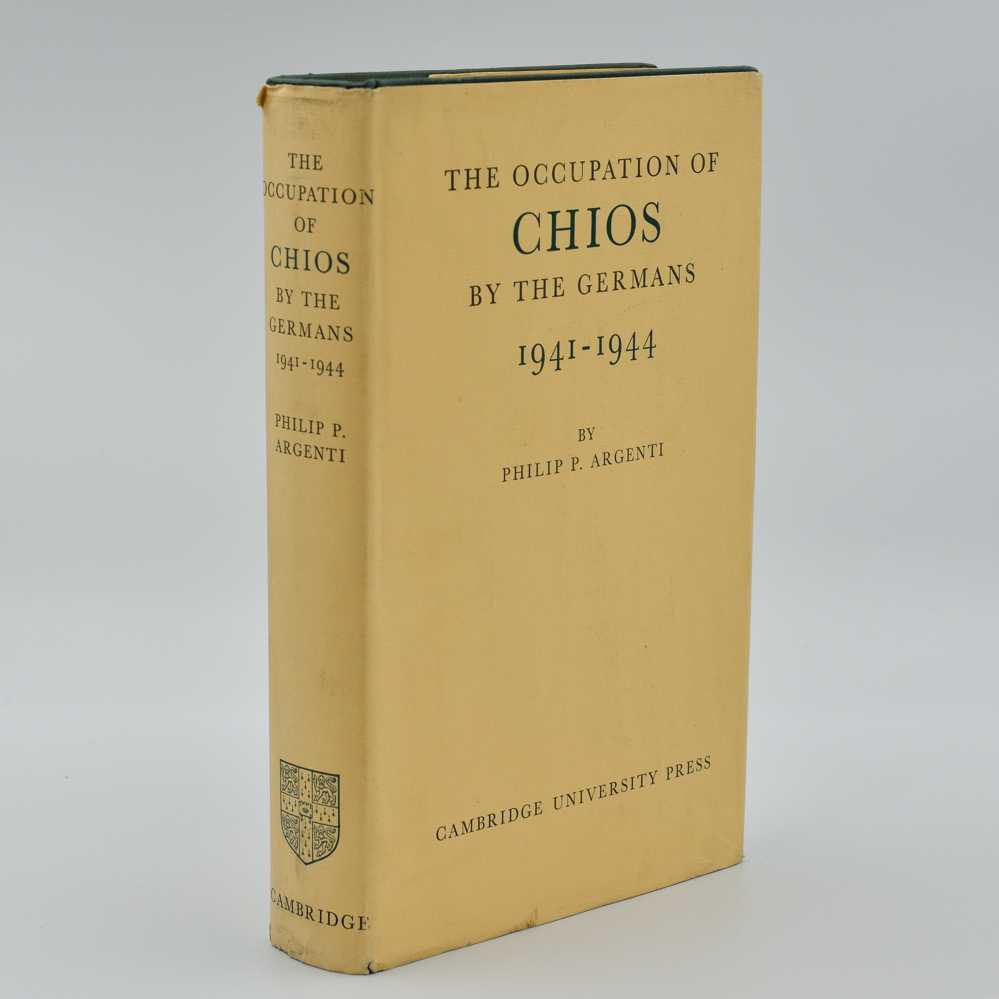 THE
OCCUPATION
OF
CHIOS
BY THE
GERMANS
1941-1944
PHILIP P.
ARGENTI
CAMBRIDGE
THE OCCUPATION OF
CHIOS
BY THE GERMANS
1941-1944
BY
PHILIP P. ARGENTI
CAMBRIDGE UNIVERSITY PRESS